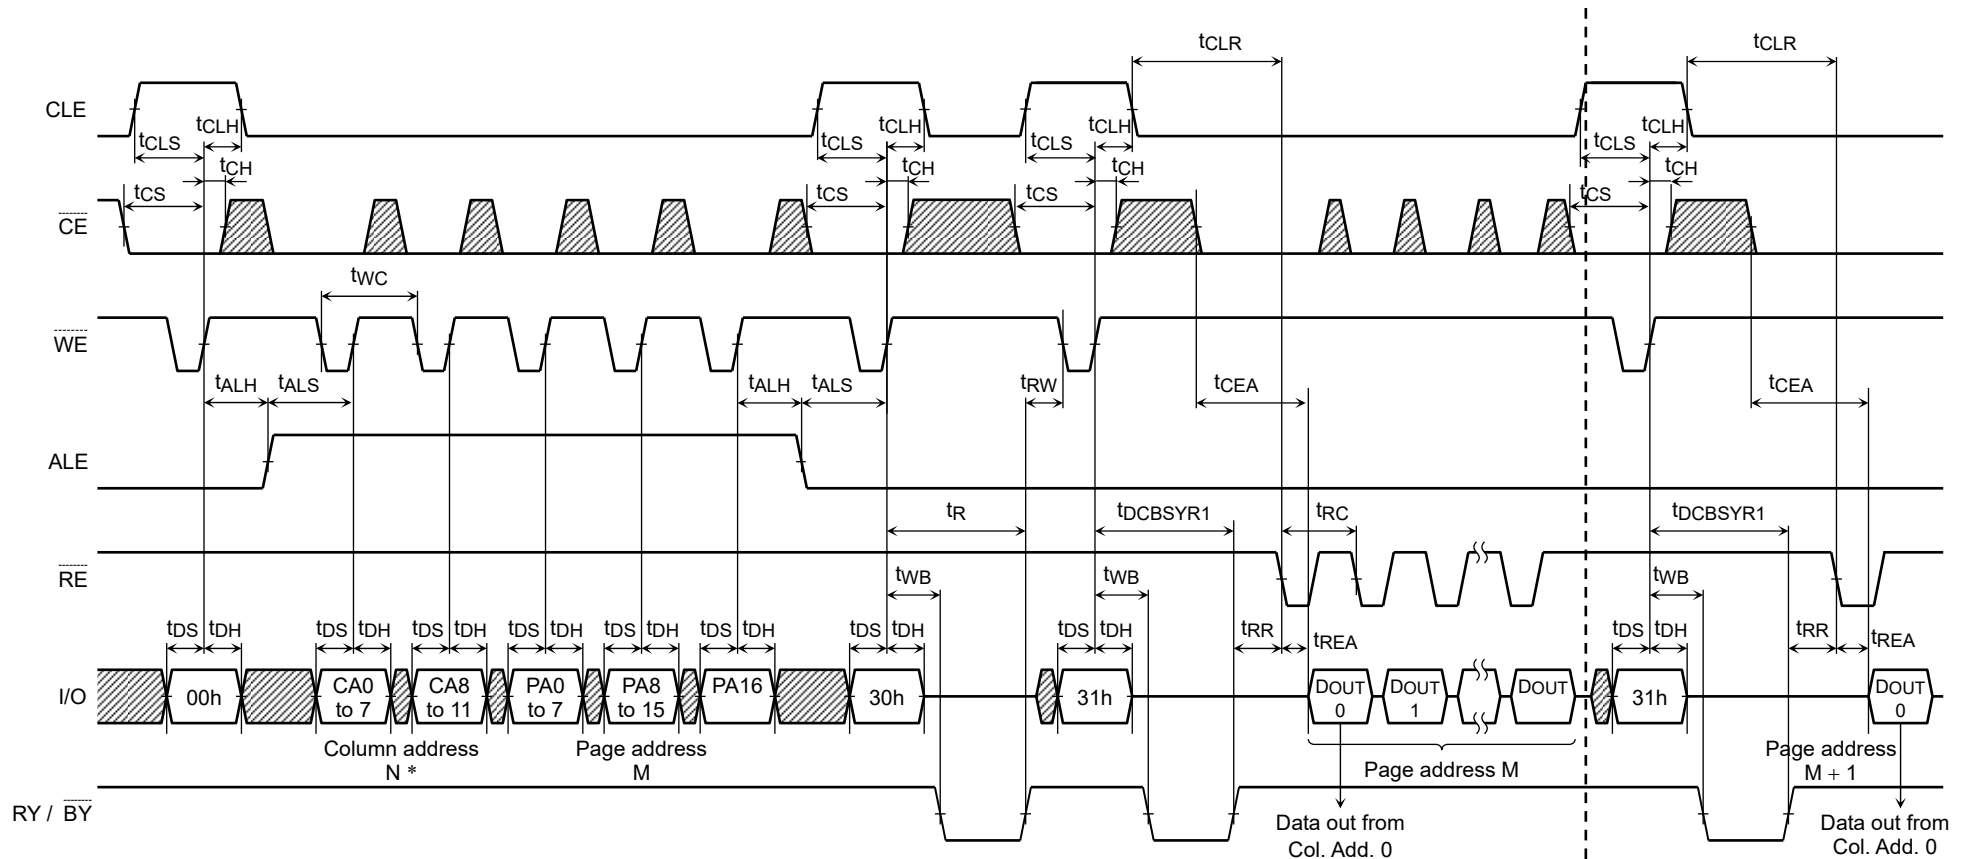 tCLR tCLR
CLE
tCLS tCLH tCLS tCLH tCLS tCLH tCLS tCLH
tCH tCH tCH tCH
tCS tCS tCS tCS
CE
tWC
WE
tALH tALS tALH tALS tRW tCEA tCEA
ALE
tR tDCBSYR1 tRC tDCBSYR1
RE
tWB tWB tWB
tDS tDH tDS tDH tDS tDH tDS tDH tDS tDH tDS tDH tDS tDH tDS tDH tRR tREA tDS tDH tRR tREA
I/O
00h
CA0
to 7
CA8
to 11
PA0
to 7
PA8
to 15
PA16
30h
31h
DOUT
0
DOUT
1
DOUT
31h
DOUT
0
Column address
N *
Page address
M
Page address M
Page address
M + 1
RY / BY
Data out from
Col. Add. 0
Data out from
Col. Add. 0